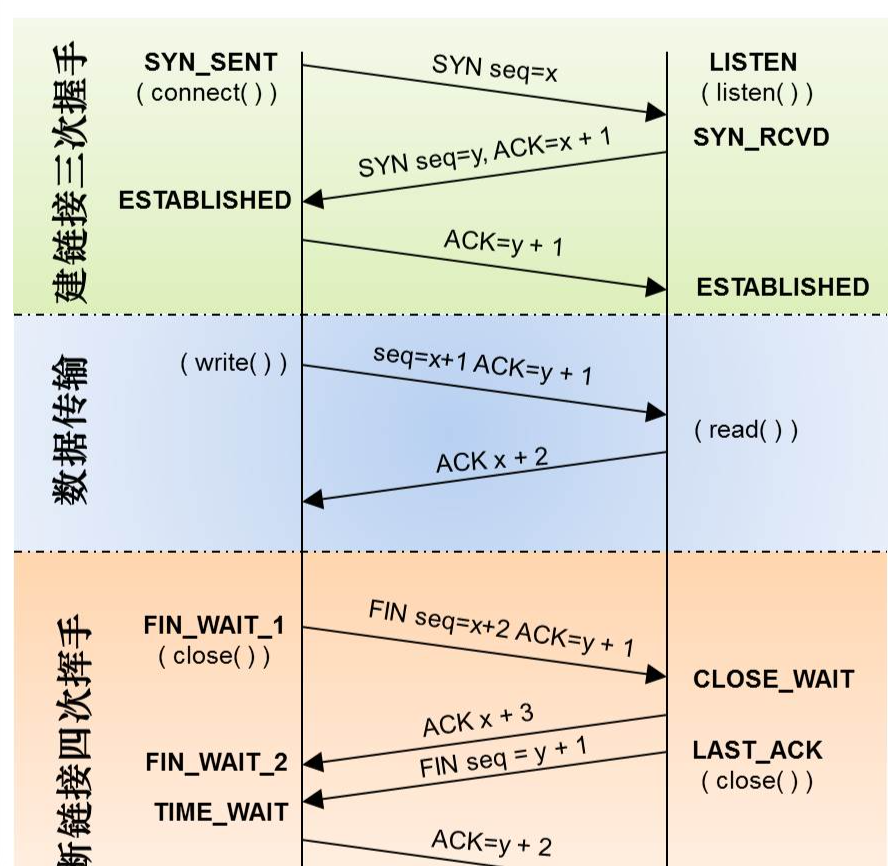 建链接三次握手
SYN_SENT
( connect( ) )
SYN seq=x
LISTEN
( listen( ) )
SYN_RCVD
SYN seq=y, ACK=x + 1
ESTABLISHED
ACK=y + 1
ESTABLISHED
数据传输
( write( ) )
seq=x+1 ACK=y + 1
( read( ) )
ACK x + 2
断链接四次挥手
FIN_WAIT_1
( close( ) )
FIN seq=x+2 ACK=y + 1
CLOSE_WAIT
ACK x + 3
FIN_WAIT_2
FIN seq = y + 1
LAST_ACK
( close( ) )
TIME_WAIT
ACK=y + 2